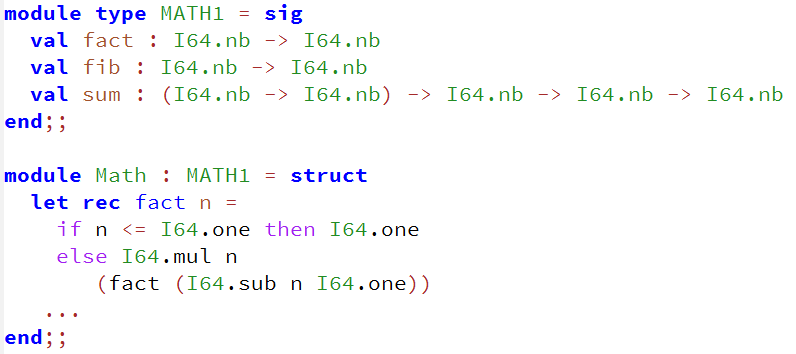 module type MATH1 = sig
  val fact : I64.nb -> I64.nb
  val fib : I64.nb -> I64.nb
  val sum : (I64.nb -> I64.nb) -> I64.nb -> I64.nb -> I64.nb
end;;

module Math : MATH1 = struct
  let rec fact n =
    if n <= I64.one then I64.one
    else I64.mul n
       (fact (I64.sub n I64.one))
   ...
end;;